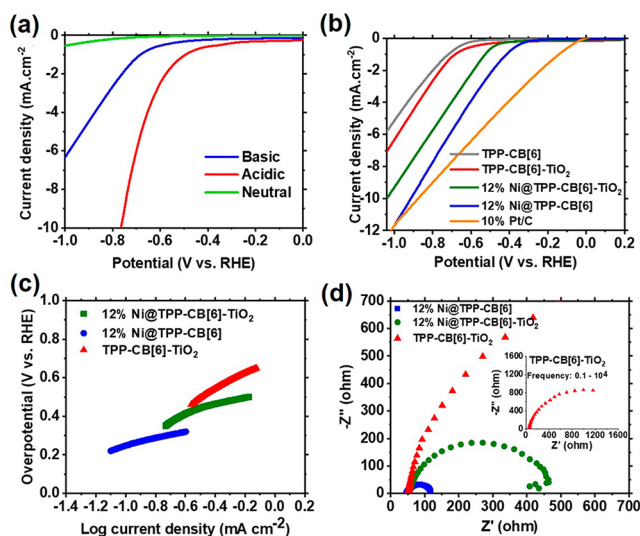 (a)
0
-2
-4
-6
-8
-10
-1.0
-0.8
-0.6
-0.4
-0.2
0.0
Current density (mA.cm-2)
Potential (V vs. RHE)
Basic
Acidic
Neutral
(b)
0
-2
-4
-6
-8
-10
-12
-1.0
-0.8
-0.6
-0.4
-0.2
0.0
0.2
Current density (mA.cm-2)
Potential (V vs. RHE)
TPP-CB[6]
TPP-CB[6]-TiO2
12% Ni@TPP-CB[6]-TiO2
12% Ni@TPP-CB[6]
10% Pt/C
(c)
1.0
0.8
0.6
0.4
0.2
0.0
-1.4
-1.2
-1.0
-0.8
-0.6
-0.4
-0.2
0.0
Overpotential (V vs. RHE)
Log current density (mA cm-2)
12% Ni@TPP-CB[6]-TiO2
12% Ni@TPP-CB[6]
TPP-CB[6]-TiO2
(d)
700
600
500
400
300
200
100
0
0
100
200
300
400
500
600
700
-Z" (ohm)
Z' (ohm)
12% Ni@TPP-CB[6]
12% Ni@TPP-CB[6]-TiO2
TPP-CB[6]-TiO2
1600
1200
800
400
0
0
400
800
1200
1600
-Z" (ohm)
Z' (ohm)
TPP-CB[6]-TiO2
Frequency: 0.1 - 104